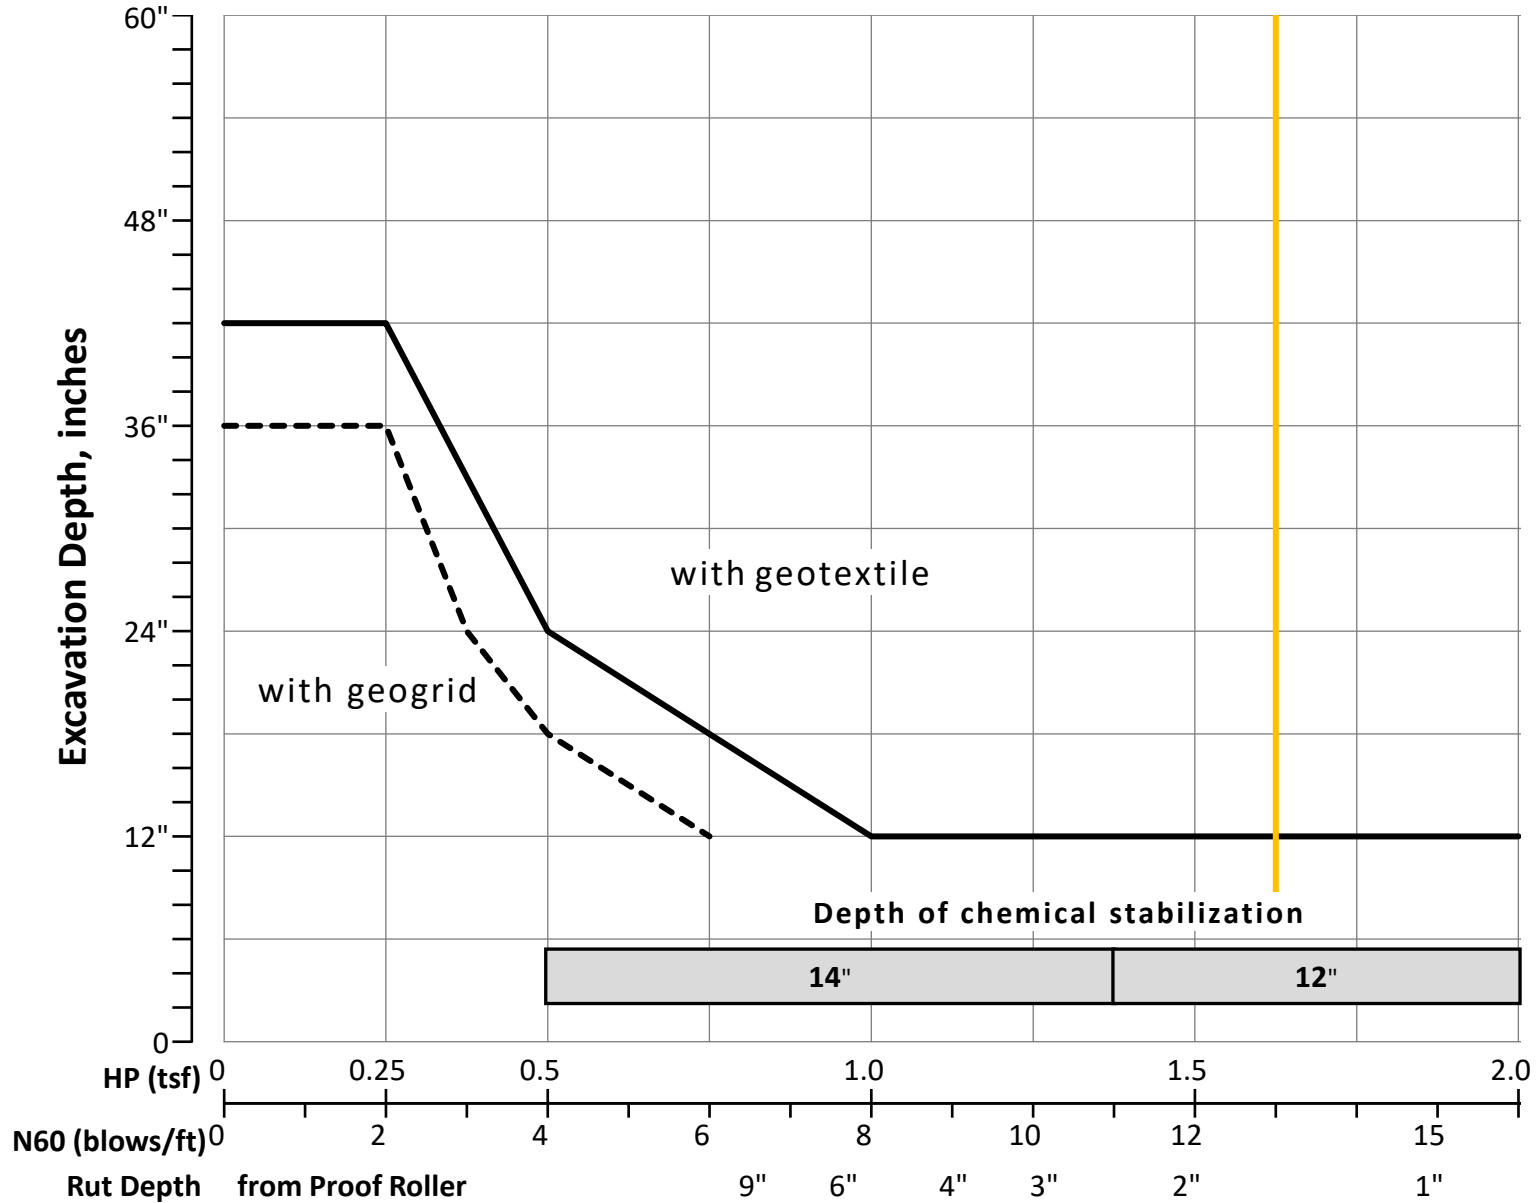 60"
48"
36"
24"
12"
0
Excavation Depth, inches
with geotextile
with geogrid
Depth of chemical stabilization
14" 12"
HP (tsf) 0 0.25 0.5 1.0 1.5 2.0
N60 (blows/ft) 0 2 4 6 8 10 12 15
Rut Depth from Proof Roller 9" 6" 4" 3" 2" 1"